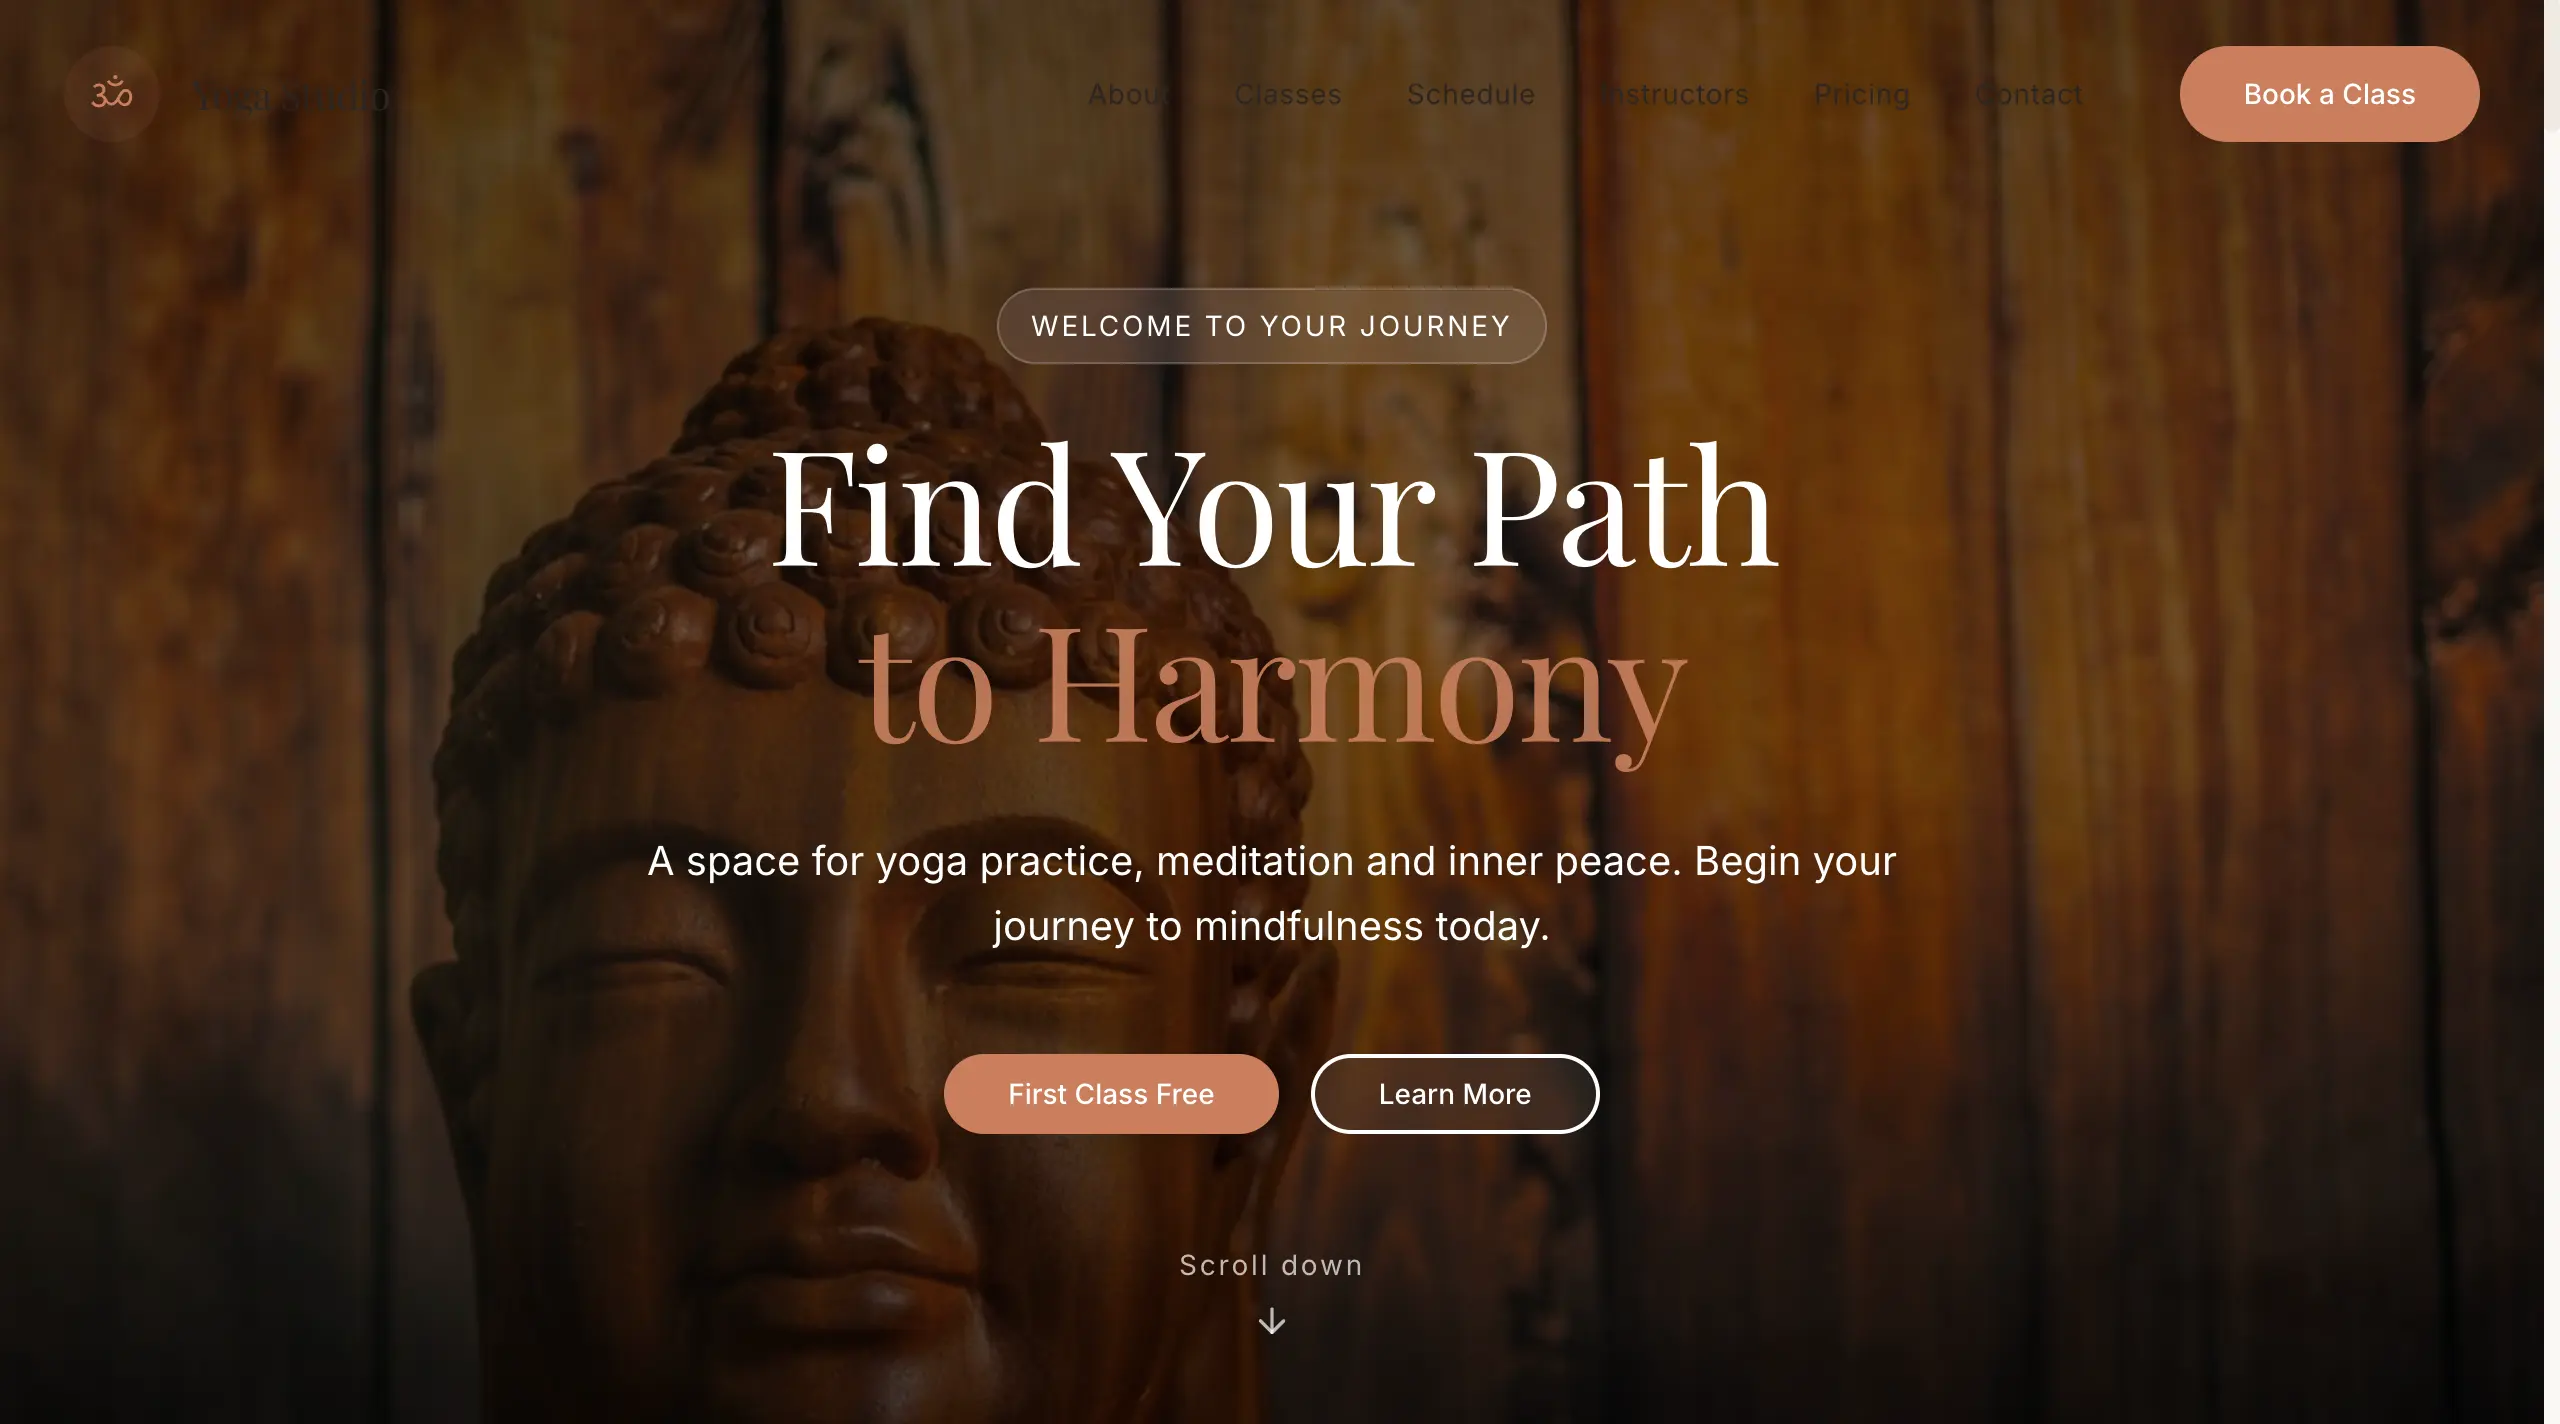 ॐ
Yoga Studio
About
Classes
Schedule
Instructors
Pricing
Contact
Book a Class
WELCOME TO YOUR JOURNEY
Find Your Path
to Harmony
A space for yoga practice, meditation and inner peace. Begin your
journey to mindfulness today.
First Class Free
Learn More
Scroll down